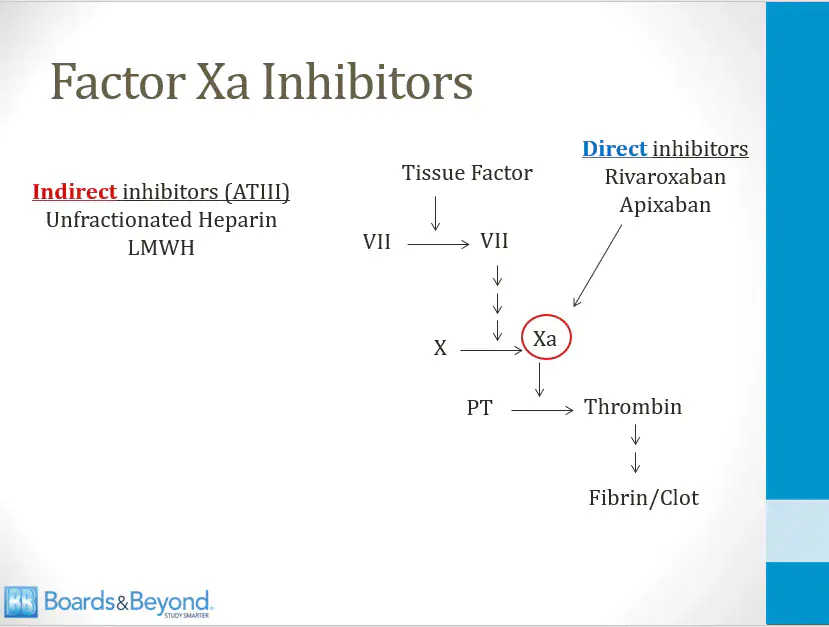 Factor Xa Inhibitors
Indirect inhibitors (ATIII)
Unfractionated Heparin
LMWH
Direct inhibitors
Rivaroxaban
Apixaban
Tissue Factor
VII VII
X Xa
PT Thrombin
Fibrin/Clot
BB Boards&Beyond.
STUDY SMARTER